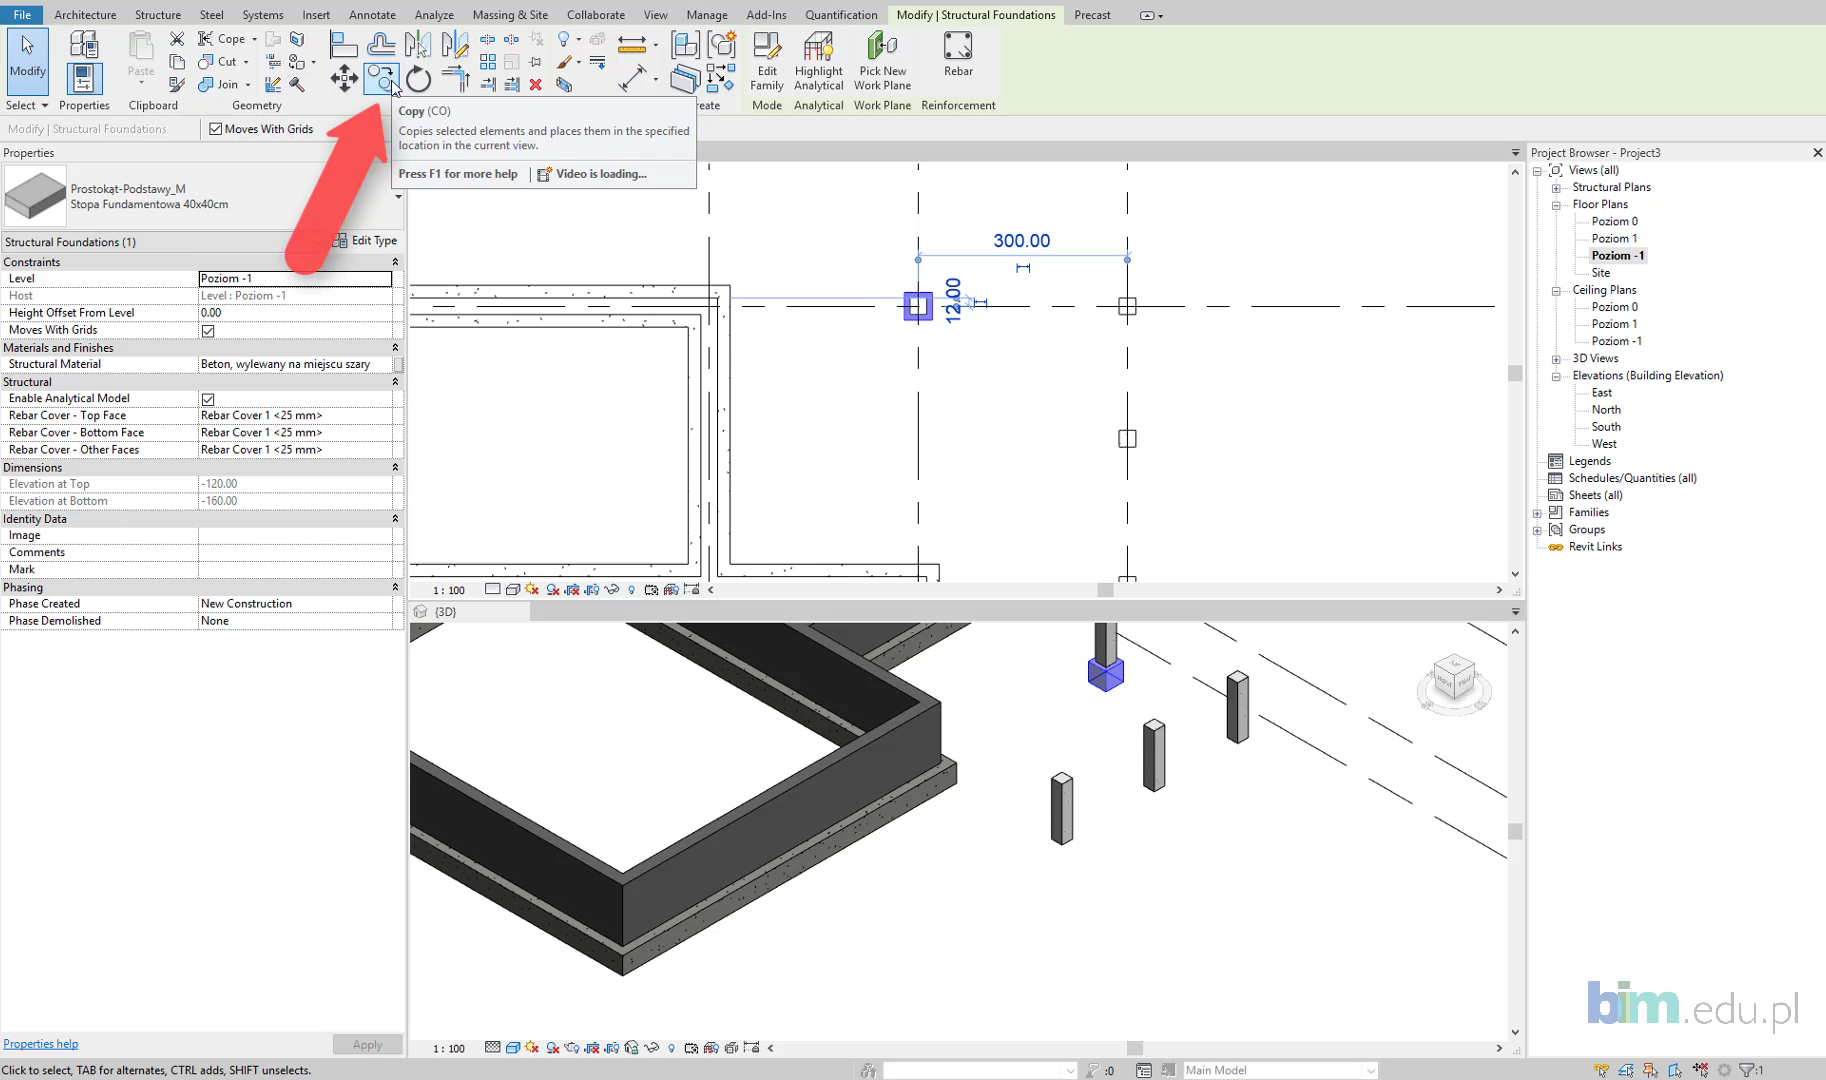 File Architecture Structure Steel Systems Insert Annotate Analyze Massing & Site Collaborate View Manage Add-Ins Quantification Modify | Structural Foundations Precast
Modify
Paste
Cope
Cut
Join
Edit Family
Highlight Analytical
Pick New Work Plane
Rebar
Select Properties Clipboard Geometry
Mode Analytical Work Plane Reinforcement
Modify | Structural Foundations
Moves With Grids
Copy (CO)
Copies selected elements and places them in the specified
location in the current view.
Press F1 for more help
Video is loading...
Properties
Prostokąt-Podstawy_M
Stopa Fundamentowa 40x40cm
Structural Foundations (1)
Edit Type
Constraints
Level Poziom -1
Host Level : Poziom -1
Height Offset From Level 0.00
Moves With Grids
Materials and Finishes
Structural Material Beton, wylewany na miejscu szary
Structural
Enable Analytical Model
Rebar Cover - Top Face Rebar Cover 1 <25 mm>
Rebar Cover - Bottom Face Rebar Cover 1 <25 mm>
Rebar Cover - Other Faces Rebar Cover 1 <25 mm>
Dimensions
Elevation at Top -120.00
Elevation at Bottom -160.00
Identity Data
Image
Comments
Mark
Phasing
Phase Created New Construction
Phase Demolished None
Properties help
Apply
300.00
12.00
1 : 100
{3D}
1 : 100
Project Browser - Project3
Views (all)
Structural Plans
Floor Plans
Poziom 0
Poziom 1
Poziom -1
Site
Ceiling Plans
Poziom 0
Poziom 1
Poziom -1
3D Views
Elevations (Building Elevation)
East
North
South
West
Legends
Schedules/Quantities (all)
Sheets (all)
Families
Groups
Revit Links
bim.edu.pl
Click to select, TAB for alternates, CTRL adds, SHIFT unselects.
:0
Main Model
:1